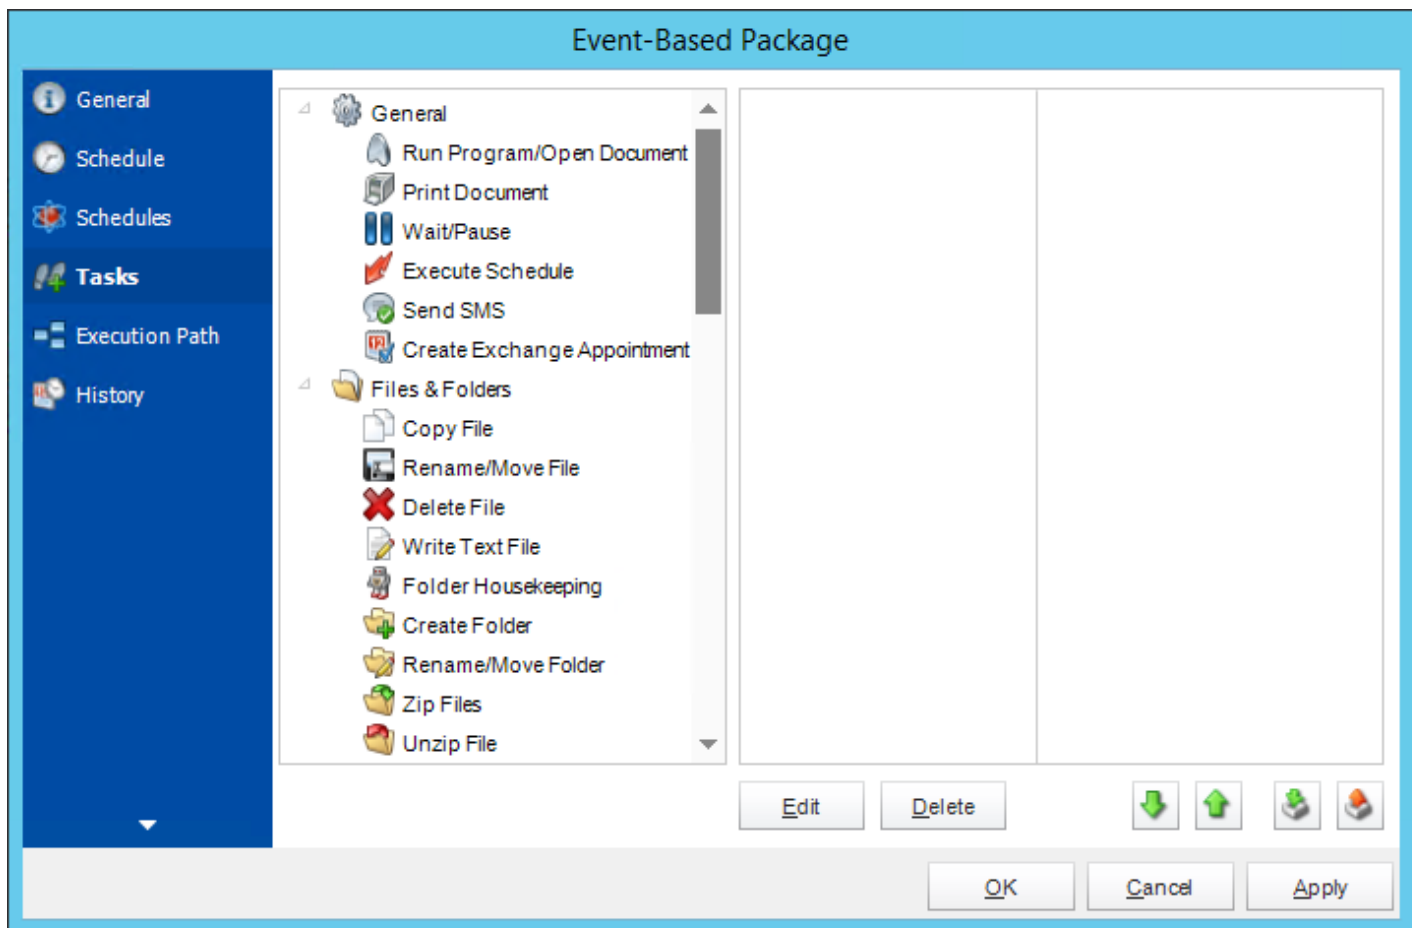 Event-Based Package
General
Schedule
Schedules
Tasks
Execution Path
History
General
Run Program/Open Document
Print Document
Wait/Pause
Execute Schedule
Send SMS
Create Exchange Appointment
Files & Folders
Copy File
Rename/Move File
Delete File
Write Text File
Folder Housekeeping
Create Folder
Rename/Move Folder
Zip Files
Unzip File
Edit
Delete
OK
Cancel
Apply